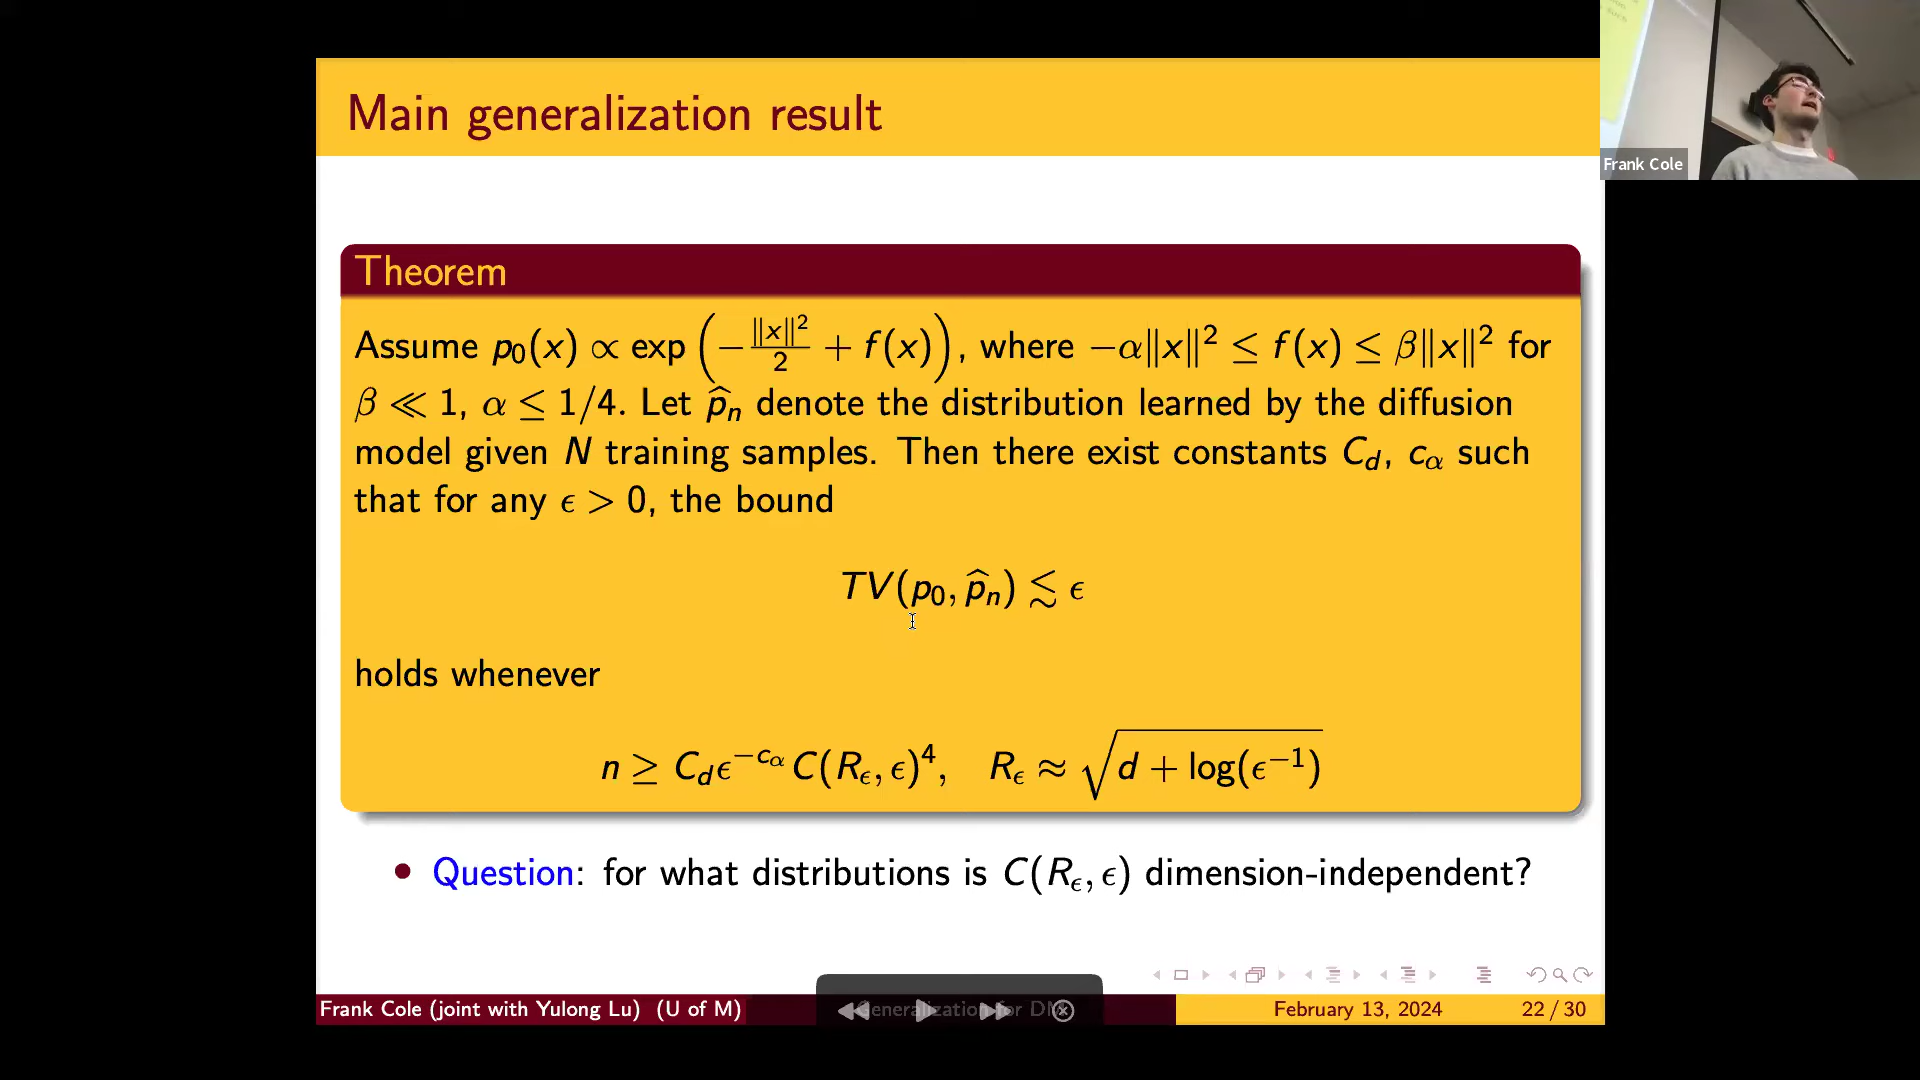 Main generalization result
Frank Cole
Theorem
Assume p₀(x) ∝ exp(−‖x‖²/2 + f(x)), where −α‖x‖² ≤ f(x) ≤ β‖x‖² for
β ≪ 1, α ≤ 1/4. Let p̂ₙ denote the distribution learned by the diffusion
model given N training samples. Then there exist constants C_d, c_α such
that for any ϵ > 0, the bound
TV(p₀, p̂ₙ) ≲ ϵ
holds whenever
n ≥ C_d ϵ^{−c_α} C(R_ϵ, ϵ)⁴, R_ϵ ≈ √(d + log(ϵ⁻¹))
• Question: for what distributions is C(R_ϵ, ϵ) dimension-independent?
Frank Cole (joint with Yulong Lu) (U of M) Generalization for DM February 13, 2024 22 / 30